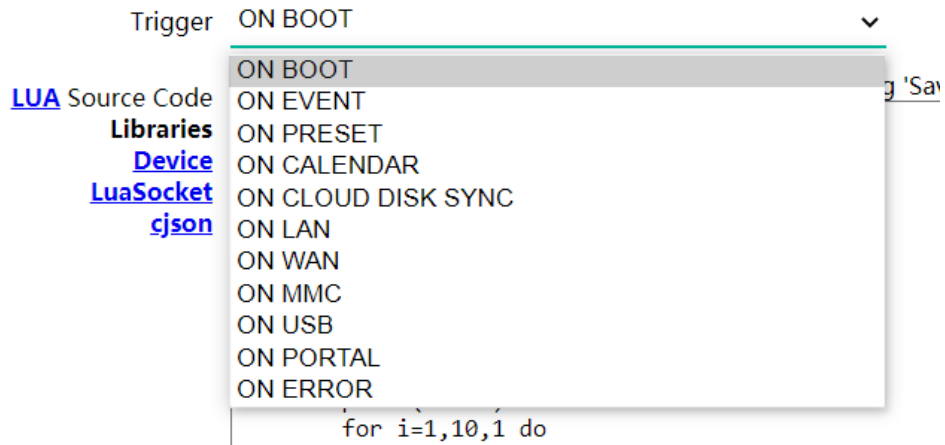 Trigger ON BOOT
ON BOOT
g 'Sav
LUA Source Code
ON EVENT
Libraries
ON PRESET
Device
ON CALENDAR
LuaSocket
ON CLOUD DISK SYNC
cjson
ON LAN
ON WAN
ON MMC
ON USB
ON PORTAL
ON ERROR
for i=1,10,1 do